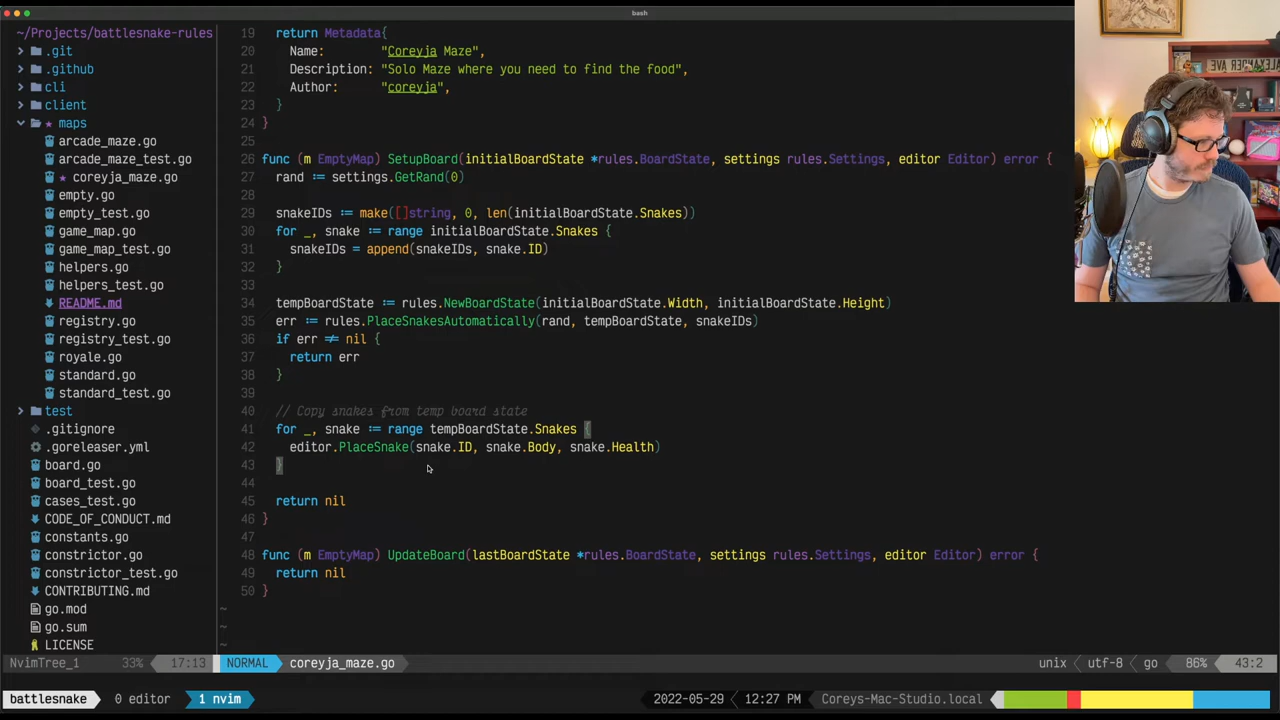 bash
~/Projects/battlesnake-rules
.git
.github
cli
client
maps
arcade_maze.go
arcade_maze_test.go
coreyja_maze.go
empty.go
empty_test.go
game_map.go
game_map_test.go
helpers.go
helpers_test.go
README.md
registry.go
registry_test.go
royale.go
standard.go
standard_test.go
test
.gitignore
.goreleaser.yml
board.go
board_test.go
cases_test.go
CODE_OF_CONDUCT.md
constants.go
constrictor.go
constrictor_test.go
CONTRIBUTING.md
go.mod
go.sum
LICENSE
19 return Metadata{
20 Name: "Coreyja Maze",
21 Description: "Solo Maze where you need to find the food",
22 Author: "coreyja",
23 }
24 }
25
26 func (m EmptyMap) SetupBoard(initialBoardState *rules.BoardState, settings rules.Settings, editor Editor) error {
27 rand := settings.GetRand(0)
28
29 snakeIDs := make([]string, 0, len(initialBoardState.Snakes))
30 for _, snake := range initialBoardState.Snakes {
31 snakeIDs = append(snakeIDs, snake.ID)
32 }
33
34 tempBoardState := rules.NewBoardState(initialBoardState.Width, initialBoardState.Height)
35 err := rules.PlaceSnakesAutomatically(rand, tempBoardState, snakeIDs)
36 if err != nil {
37 return err
38 }
39
40 // Copy snakes from temp board state
41 for _, snake := range tempBoardState.Snakes {
42 editor.PlaceSnake(snake.ID, snake.Body, snake.Health)
43 }
44
45 return nil
46 }
47
48 func (m EmptyMap) UpdateBoard(lastBoardState *rules.BoardState, settings rules.Settings, editor Editor) error {
49 return nil
50 }
~
~
~
NvimTree_1 33% 17:13 NORMAL coreyja_maze.go unix utf-8 go 86% 43:2
battlesnake 0 editor 1 nvim 2022-05-29 12:27 PM Coreys-Mac-Studio.local